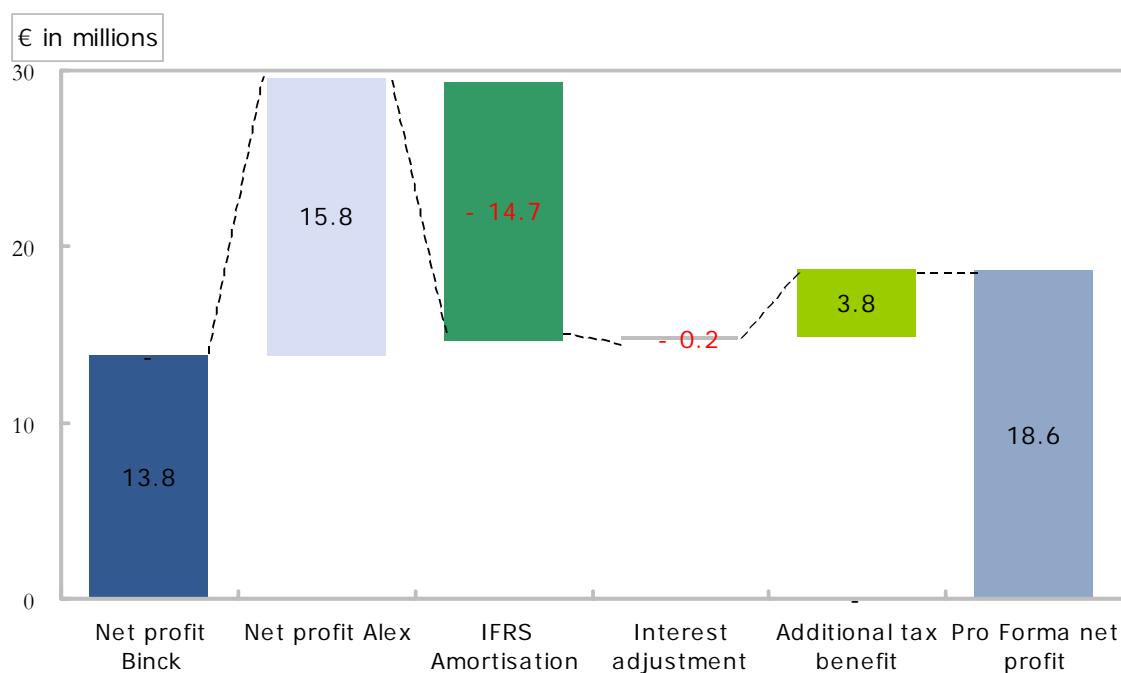 € in millions
30
20
10
0
13.8
-
15.8
- 14.7
- 0.2
3.8
-
18.6
Net profit
Binck
Net profit Alex
IFRS
Amortisation
Interest
adjustment
Additional tax
benefit
Pro Forma net
profit